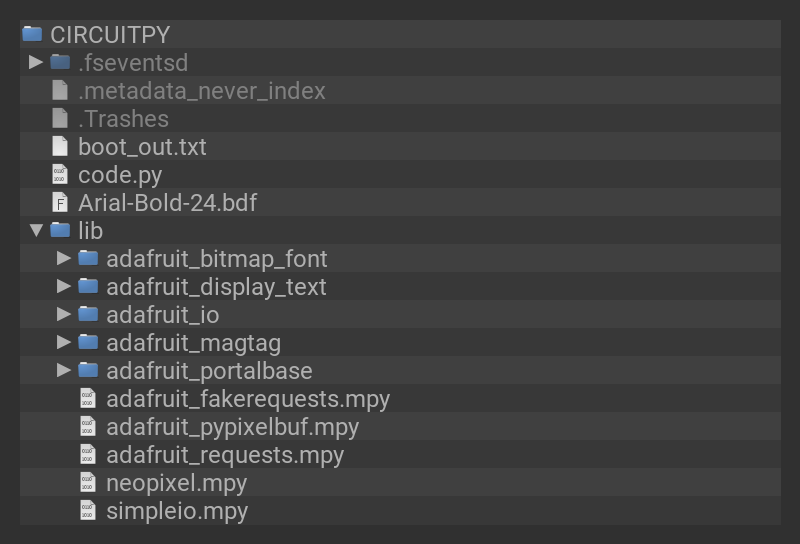 CIRCUITPY
.fseventsd
.metadata_never_index
.Trashes
boot_out.txt
code.py
Arial-Bold-24.bdf
lib
adafruit_bitmap_font
adafruit_display_text
adafruit_io
adafruit_magtag
adafruit_portalbase
adafruit_fakerequests.mpy
adafruit_pypixelbuf.mpy
adafruit_requests.mpy
neopixel.mpy
simpleio.mpy